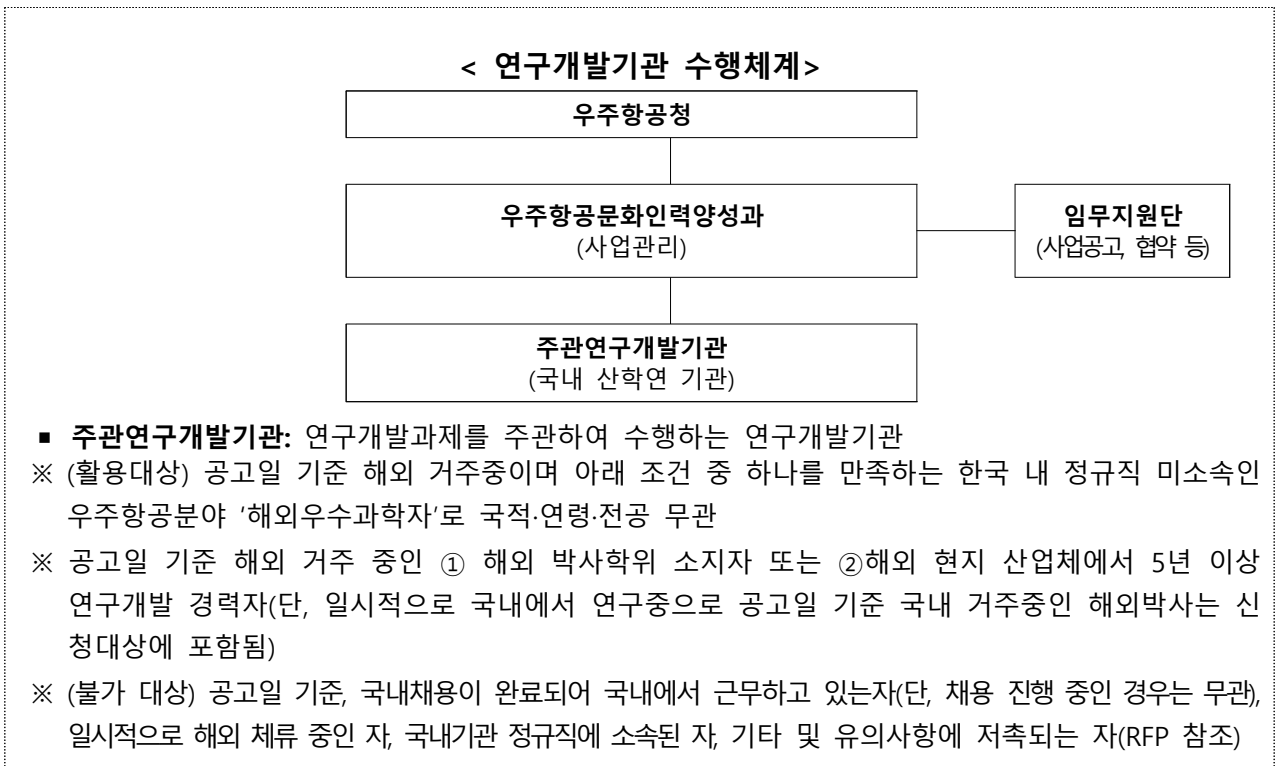 < 연구개발기관 수행체계>
우주항공청
우주항공문화인력양성과
(사업관리)
임무지원단
(사업공고, 협약 등)
주관연구개발기관
(국내 산학연 기관)
▪ 주관연구개발기관: 연구개발과제를 주관하여 수행하는 연구개발기관
※ (활용대상) 공고일 기준 해외 거주중이며 아래 조건 중 하나를 만족하는 한국 내 정규직 미소속인
우주항공분야 '해외우수과학자'로 국적·연령·전공 무관
※ 공고일 기준 해외 거주 중인 ① 해외 박사학위 소지자 또는 ②해외 현지 산업체에서 5년 이상
연구개발 경력자(단, 일시적으로 국내에서 연구중으로 공고일 기준 국내 거주중인 해외박사는 신
청대상에 포함됨)
※ (불가 대상) 공고일 기준, 국내채용이 완료되어 국내에서 근무하고 있는자(단, 채용 진행 중인 경우는 무관),
일시적으로 해외 체류 중인 자, 국내기관 정규직에 소속된 자, 기타 및 유의사항에 저촉되는 자(RFP 참조)